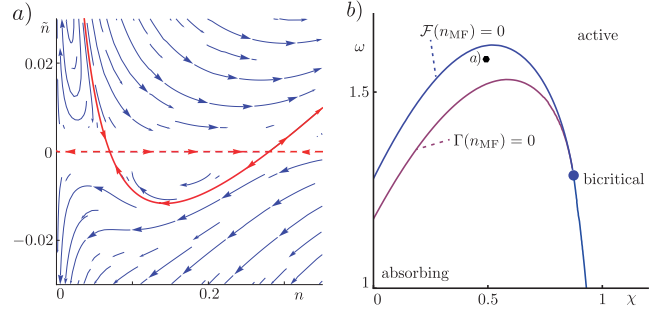 a)
ñ
0.02
0
−0.02
0
0.2
n
b)
ω
1.5
1
F(n_MF) = 0
active
a)
Γ(n_MF) = 0
bicritical
absorbing
0
0.5
1
χ